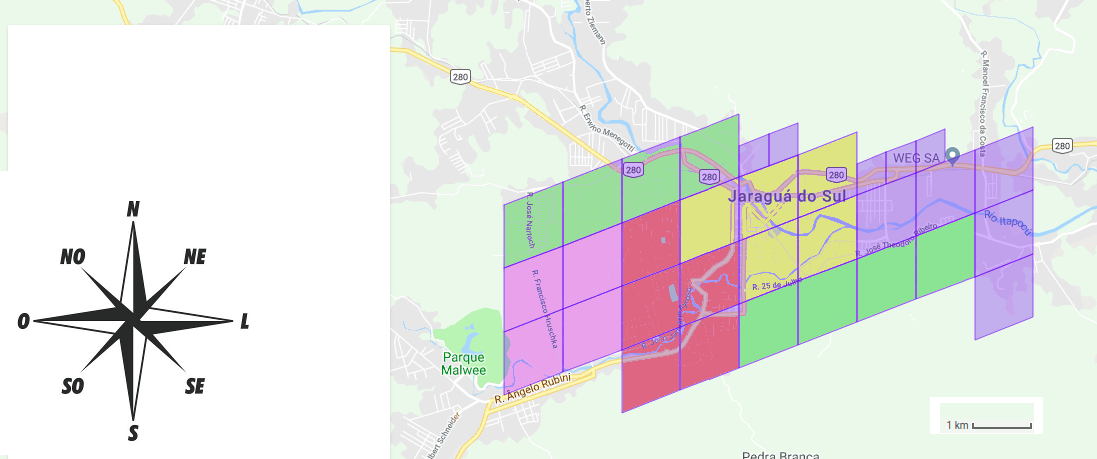 280
R. Erwino Menegotti
R. Manoel Francisco da Costa
280
WEG SA
280
280
280
Jaraguá do Sul
R. José Narloch
N
NO
NE
O
L
SO
SE
S
Rio Itapocu
R. José Theodoro Ribeiro
R. Francisco Hruschka
R. 25 de Julho
Parque
Malwee
R. Ângelo Rubini
1 km
Pedra Branca